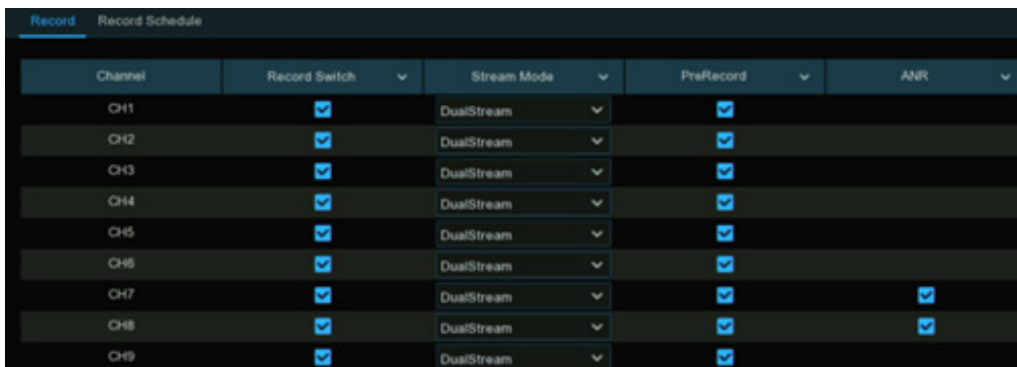 Record Record Schedule
Channel Record Switch Stream Mode PreRecord ANR
CH1 DualStream
CH2 DualStream
CH3 DualStream
CH4 DualStream
CH5 DualStream
CH6 DualStream
CH7 DualStream
CH8 DualStream
CH9 DualStream